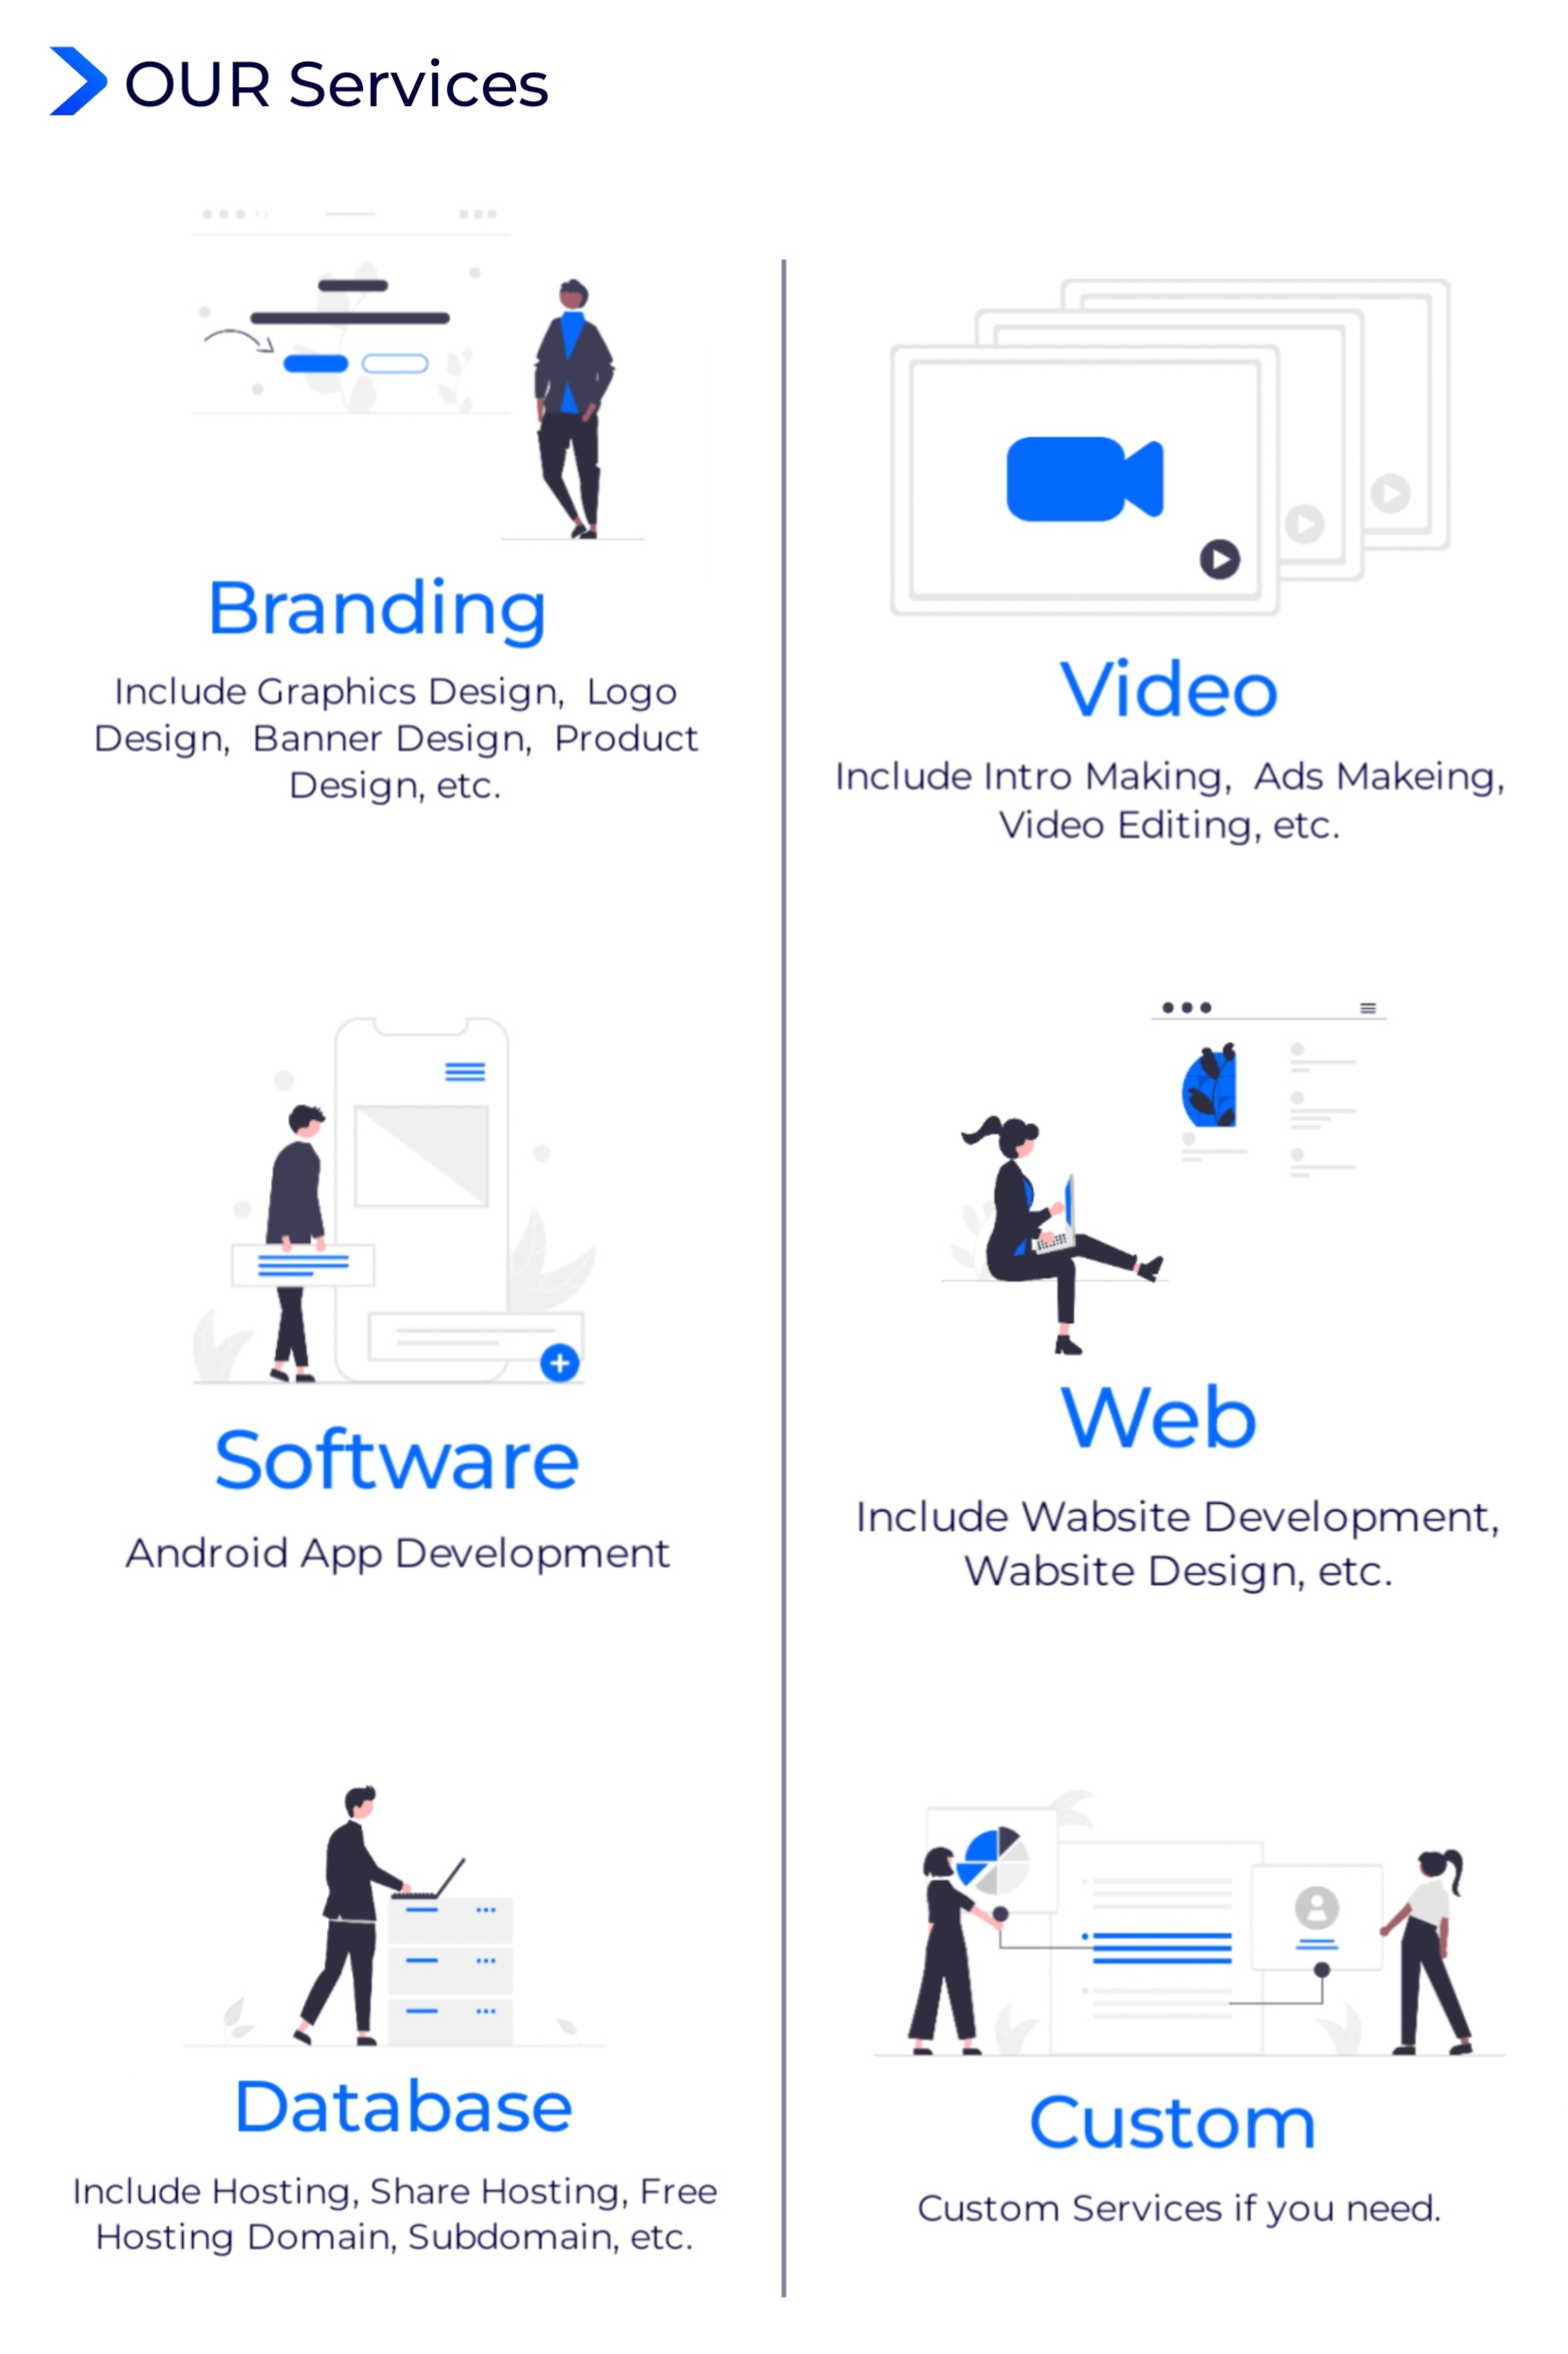 OUR Services
Branding
Include Graphics Design,  Logo
Design,  Banner Design,  Product
Design, etc.
Video
Include Intro Making,  Ads Makeing,
Video Editing, etc.
Software
Android App Development
Web
Include Wabsite Development,
Wabsite Design, etc.
Database
Include Hosting, Share Hosting, Free
Hosting Domain, Subdomain, etc.
Custom
Custom Services if you need.